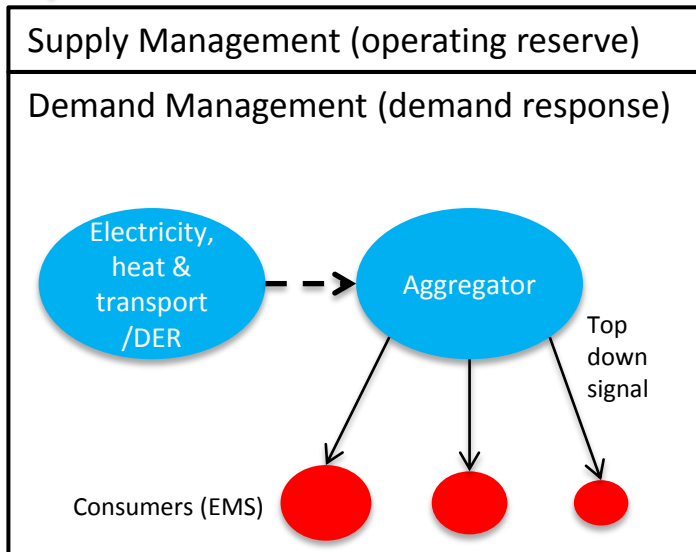 Supply Management (operating reserve)
Demand Management (demand response)
Electricity,
heat &
transport
/DER
Aggregator
Top
down
signal
Consumers (EMS)